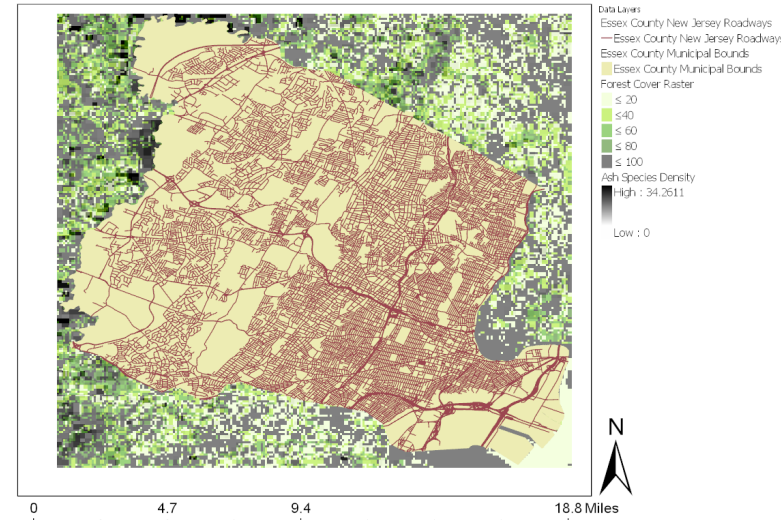 Data Layers
Essex County New Jersey Roadways
Essex County New Jersey Roadways
Essex County Municipal Bounds
Essex County Municipal Bounds
Forest Cover Raster
≤ 20
≤40
≤ 60
≤ 80
≤ 100
Ash Species Density
High : 34.2611
Low : 0
N
0 4.7 9.4 18.8 Miles